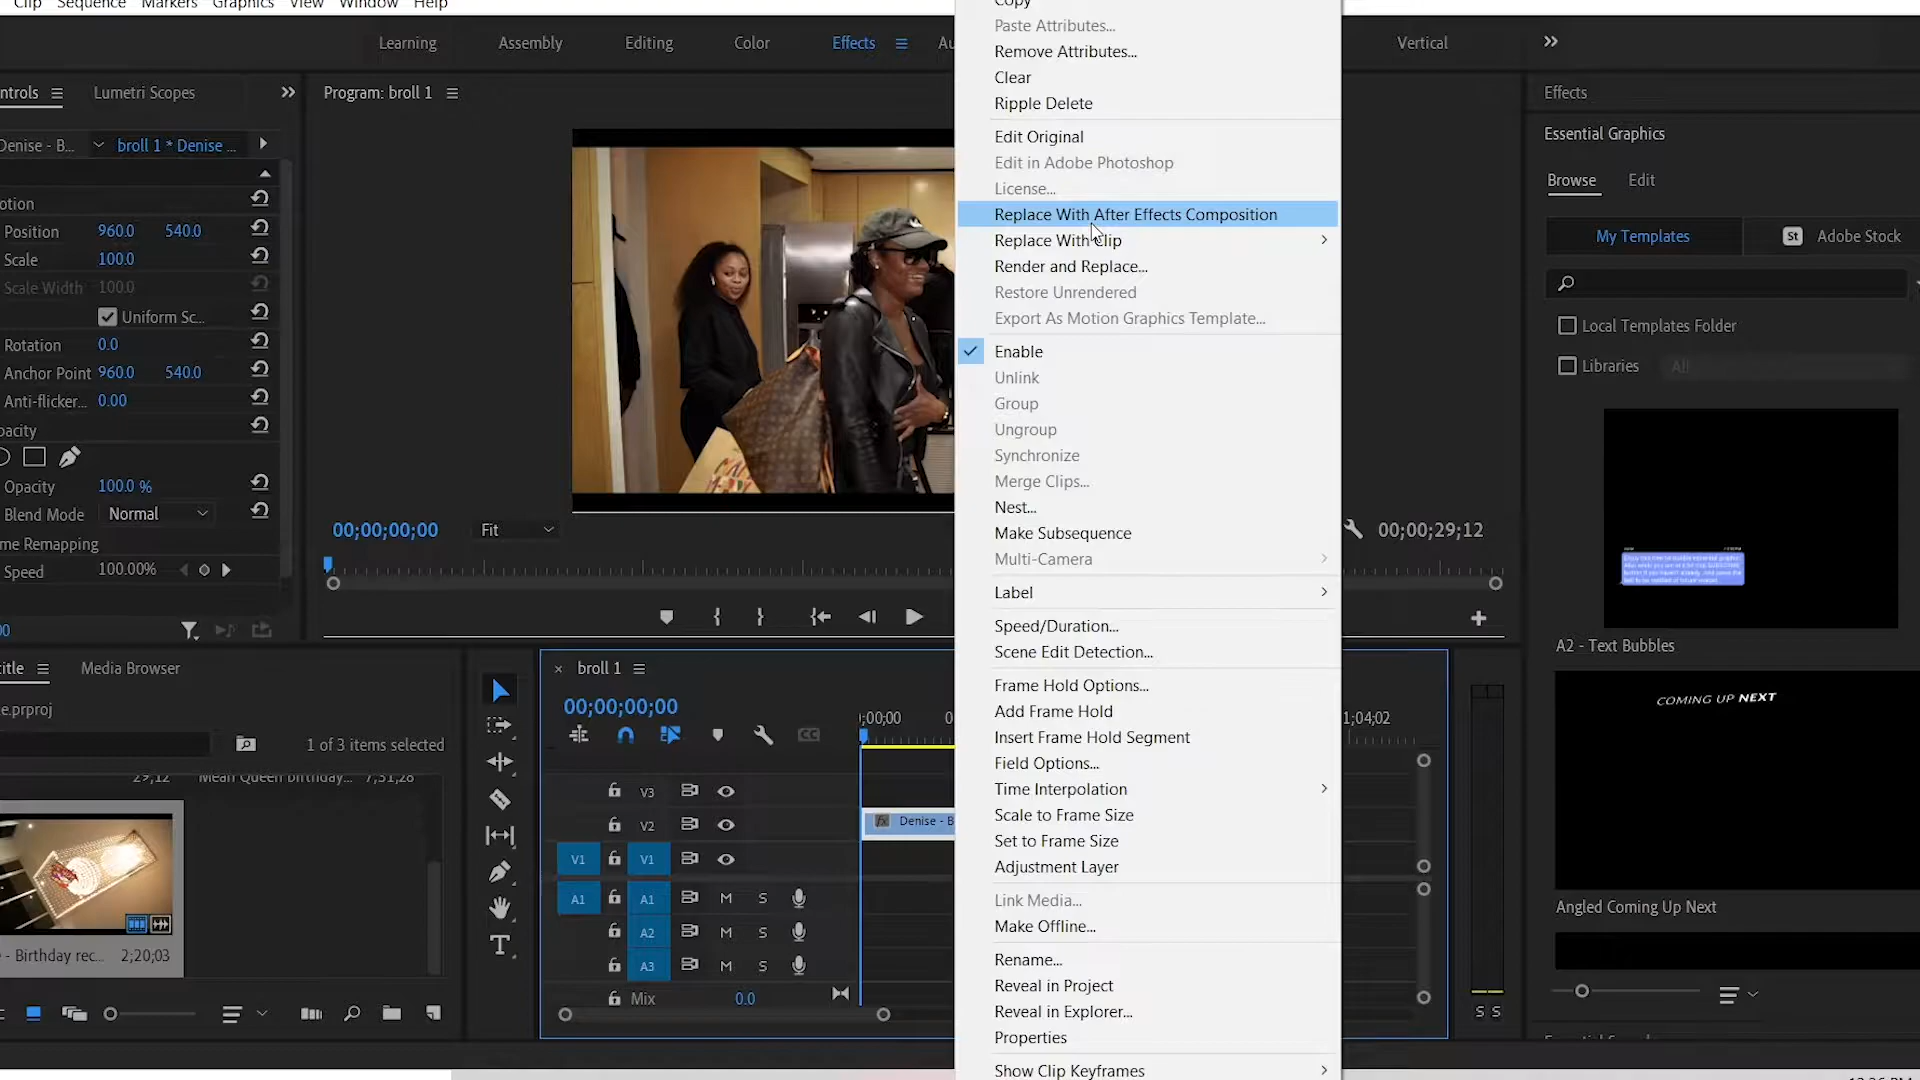 Clip Sequence Markers Graphics View Window Help
Learning Assembly Editing Color Effects Vertical
Lumetri Scopes
Program: broll 1
Denise - B... broll 1 * Denise ...
Position 960.0 540.0
Scale 100.0
Scale Width 100.0
Uniform Sc...
Rotation 0.0
Anchor Point 960.0 540.0
Anti-flicker... 0.00
Opacity 100.0 %
Blend Mode Normal
Speed 100.00%
00;00;00;00 Fit 00;00;29;12
Copy
Paste Attributes...
Remove Attributes...
Clear
Ripple Delete
Edit Original
Edit in Adobe Photoshop
License...
Replace With After Effects Composition
Replace With Clip
Render and Replace...
Restore Unrendered
Export As Motion Graphics Template...
Enable
Unlink
Group
Ungroup
Synchronize
Merge Clips...
Nest...
Make Subsequence
Multi-Camera
Label
Speed/Duration...
Scene Edit Detection...
Frame Hold Options...
Add Frame Hold
Insert Frame Hold Segment
Field Options...
Time Interpolation
Scale to Frame Size
Set to Frame Size
Adjustment Layer
Link Media...
Make Offline...
Rename...
Reveal in Project
Reveal in Explorer...
Properties
Show Clip Keyframes
Effects
Essential Graphics
Browse Edit
My Templates St Adobe Stock
Local Templates Folder
Libraries All
A2 - Text Bubbles
COMING UP NEXT
Angled Coming Up Next
Media Browser
e.prproj
1 of 3 items selected
29;12 Mean Queen Birthday... 7;31;28
- Birthday rec... 2;20;03
broll 1
00;00;00;00
;00;00 1;04;02
V3
V2 fx Denise - B
V1 V1
A1 A1 M S
A2 M S
A3 M S
Mix 0.0
S S